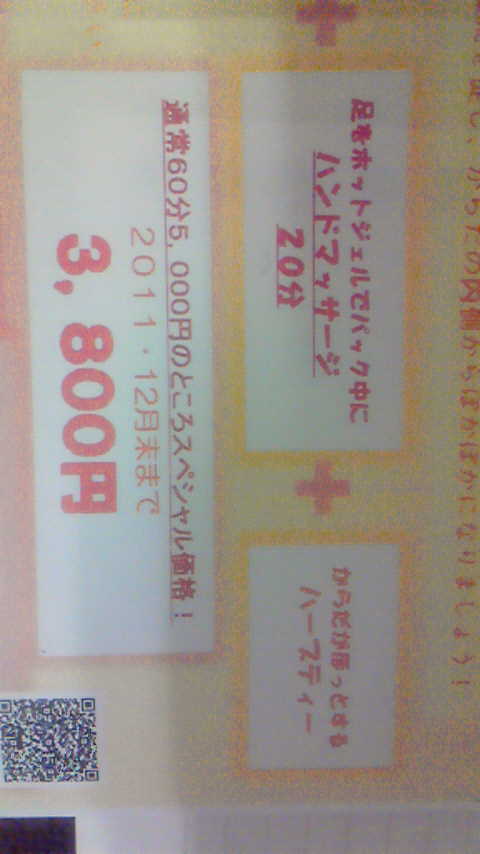 からだの内側からぽかぽかになりましょう！
足をホットジェルでパック中に
ハンドマッサージ
20分
からだがほっとする
ハーブティー
通常60分5,000円のところスペシャル価格！
2011・12月末まで
3,800円